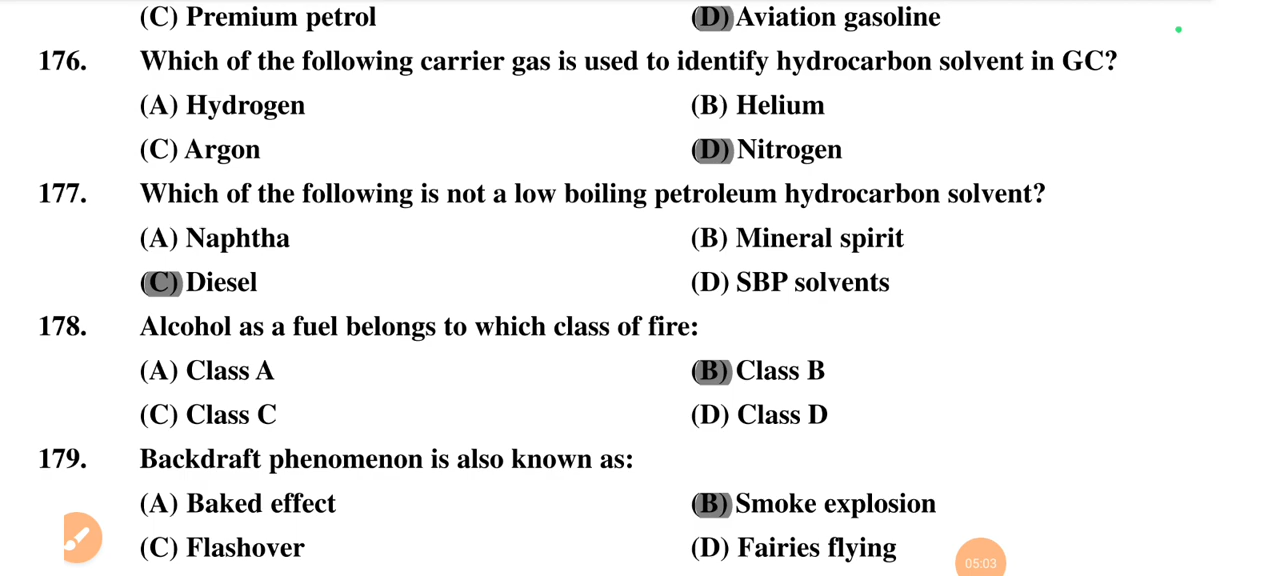 (C) Premium petrol (D) Aviation gasoline
176. Which of the following carrier gas is used to identify hydrocarbon solvent in GC?
(A) Hydrogen (B) Helium
(C) Argon (D) Nitrogen
177. Which of the following is not a low boiling petroleum hydrocarbon solvent?
(A) Naphtha (B) Mineral spirit
(C) Diesel (D) SBP solvents
178. Alcohol as a fuel belongs to which class of fire:
(A) Class A (B) Class B
(C) Class C (D) Class D
179. Backdraft phenomenon is also known as:
(A) Baked effect (B) Smoke explosion
(C) Flashover (D) Fairies flying
05:03